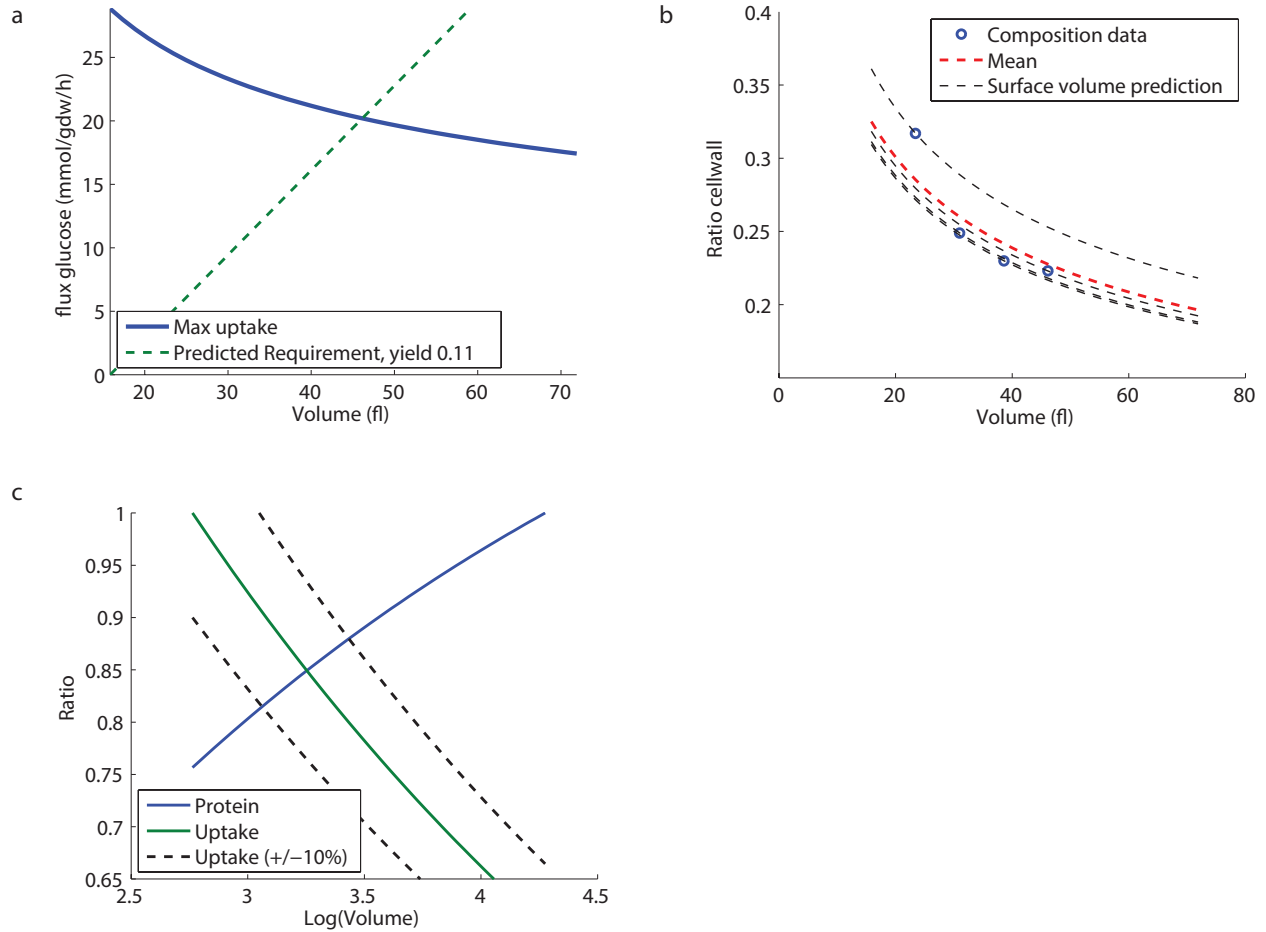 a
flux glucose (mmol/gdw/h)
25
20
15
10
5
0
Max uptake
Predicted Requirement, yield 0.11
20 30 40 50 60 70
Volume (fl)
b
Ratio cellwall
0.4
0.35
0.3
0.25
0.2
Composition data
Mean
Surface volume prediction
0 20 40 60 80
Volume (fl)
c
Ratio
1
0.95
0.9
0.85
0.8
0.75
0.7
0.65
Protein
Uptake
Uptake (+/−10%)
2.5 3 3.5 4 4.5
Log(Volume)